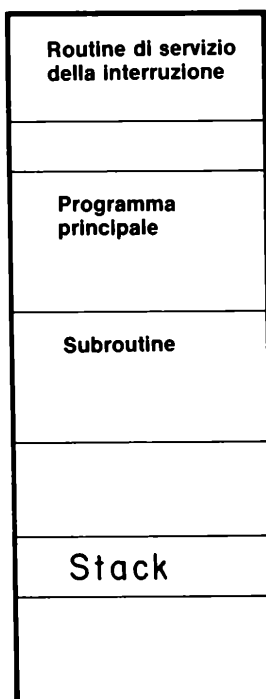 Routine di servizio
della interruzione
Programma
principale
Subroutine
Stack